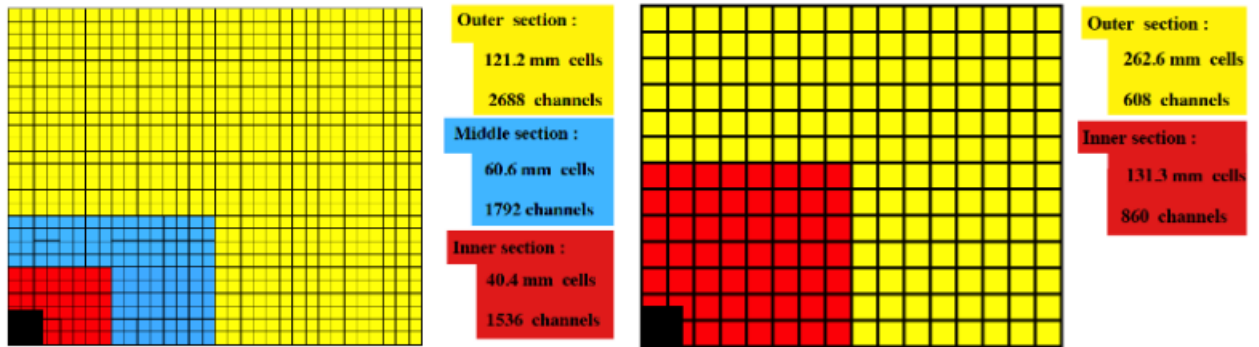 Outer section :
121.2 mm cells
2688 channels
Middle section :
60.6 mm cells
1792 channels
Inner section :
40.4 mm cells
1536 channels
Outer section :
262.6 mm cells
608 channels
Inner section :
131.3 mm cells
860 channels